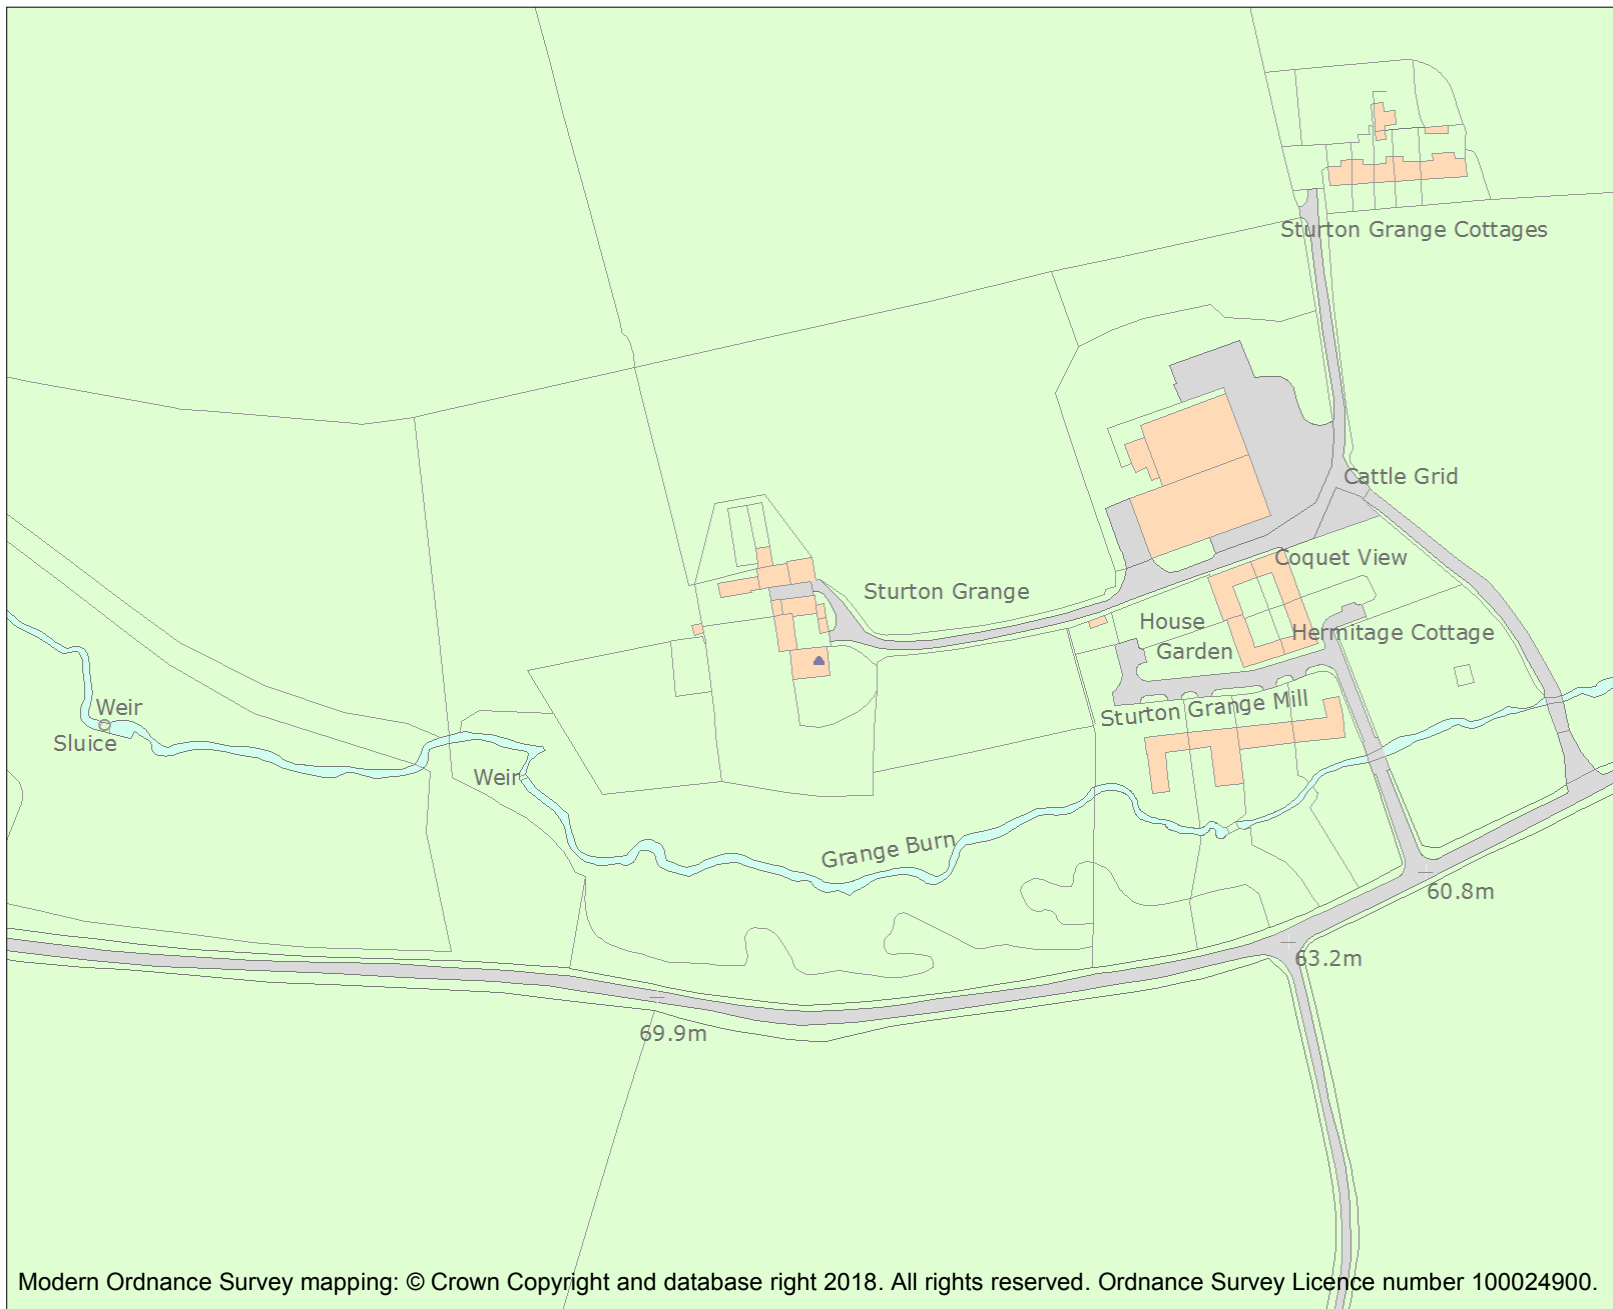 Sturton Grange Cottages
Cattle Grid
Coquet View
Sturton Grange
House
Hermitage Cottage
Garden
Sturton Grange Mill
Weir
Sluice
Weir
Grange Burn
60.8m
63.2m
69.9m
Modern Ordnance Survey mapping: © Crown Copyright and database right 2018. All rights reserved. Ordnance Survey Licence number 100024900.